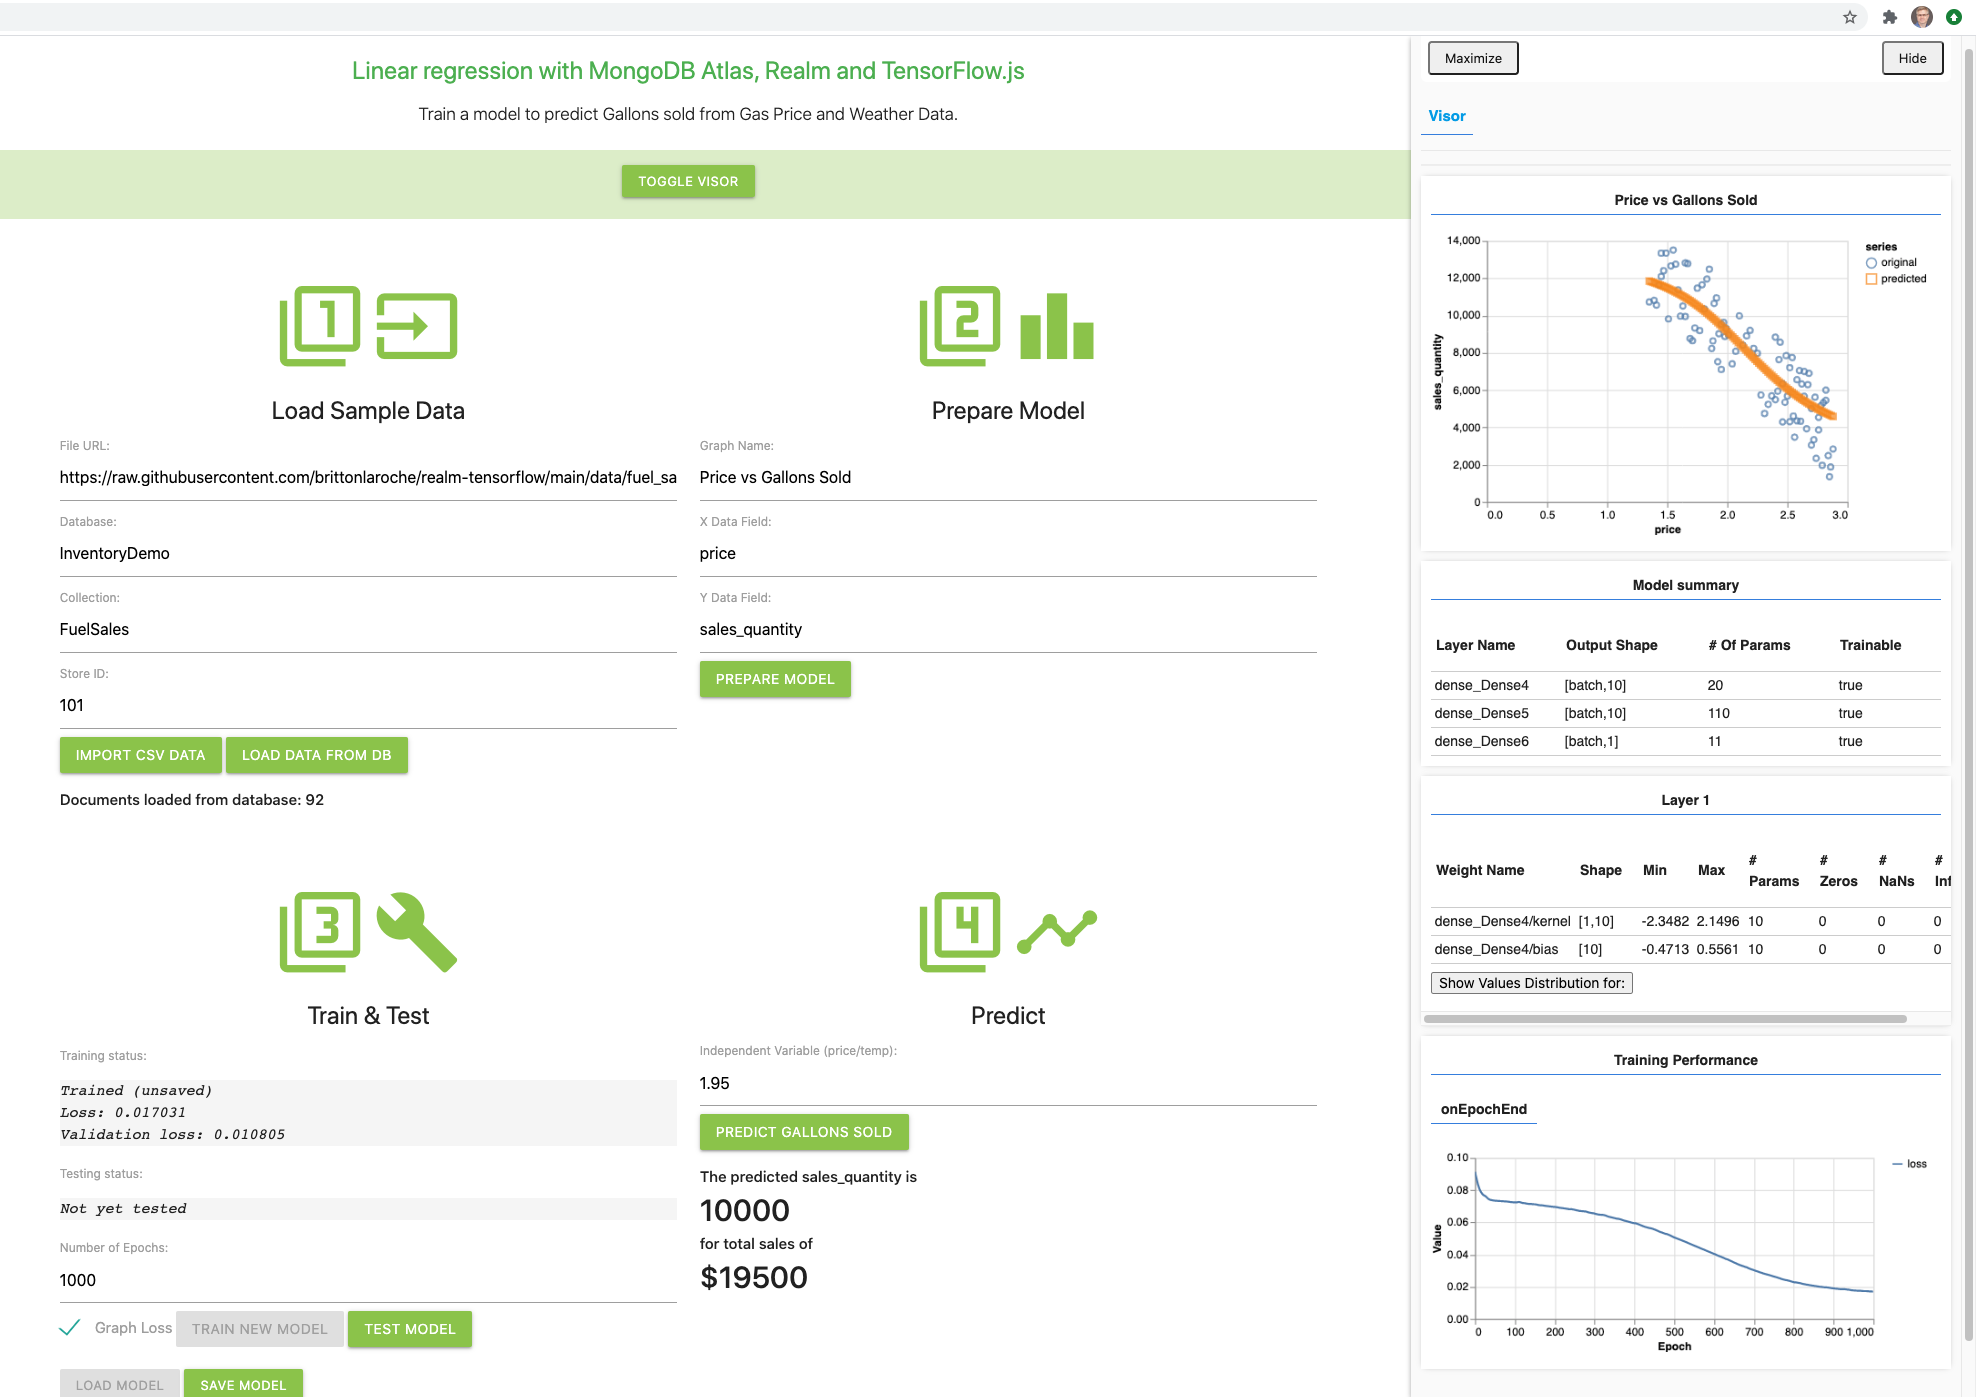 Linear regression with MongoDB Atlas, Realm and TensorFlow.js
Train a model to predict Gallons sold from Gas Price and Weather Data.
TOGGLE VISOR
1
Load Sample Data
File URL:
https://raw.githubusercontent.com/brittonlaroche/realm-tensorflow/main/data/fuel_sa
Database:
InventoryDemo
Collection:
FuelSales
Store ID:
101
IMPORT CSV DATA
LOAD DATA FROM DB
Documents loaded from database: 92
2
Prepare Model
Graph Name:
Price vs Gallons Sold
X Data Field:
price
Y Data Field:
sales_quantity
PREPARE MODEL
3
Train & Test
Training status:
Trained (unsaved)
Loss: 0.017031
Validation loss: 0.010805
Testing status:
Not yet tested
Number of Epochs:
1000
Graph Loss
TRAIN NEW MODEL
TEST MODEL
LOAD MODEL
SAVE MODEL
4
Predict
Independent Variable (price/temp):
1.95
PREDICT GALLONS SOLD
The predicted sales_quantity is
10000
for total sales of
$19500
Maximize
Hide
Visor
Price vs Gallons Sold
14,000
12,000
10,000
8,000
6,000
4,000
2,000
0
sales_quantity
0.0 0.5 1.0 1.5 2.0 2.5 3.0
price
series
original
predicted
Model summary
Layer Name Output Shape # Of Params Trainable
dense_Dense4 [batch,10] 20 true
dense_Dense5 [batch,10] 110 true
dense_Dense6 [batch,1] 11 true
Layer 1
Weight Name Shape Min Max # Params # Zeros # NaNs # Inf
dense_Dense4/kernel [1,10] -2.3482 2.1496 10 0 0 0
dense_Dense4/bias [10] -0.4713 0.5561 10 0 0 0
Show Values Distribution for:
Training Performance
onEpochEnd
0.10
0.08
0.06
0.04
0.02
0.00
Value
0 100 200 300 400 500 600 700 800 900 1,000
Epoch
loss